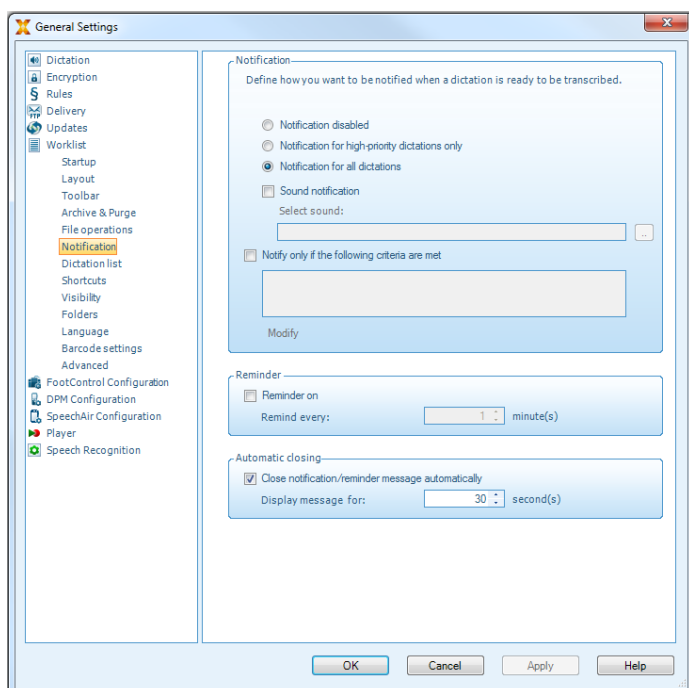 General Settings
Dictation
Encryption
Rules
Delivery
Updates
Worklist
Startup
Layout
Toolbar
Archive & Purge
File operations
Notification
Dictation list
Shortcuts
Visibility
Folders
Language
Barcode settings
Advanced
FootControl Configuration
DPM Configuration
SpeechAir Configuration
Player
Speech Recognition
Notification
Define how you want to be notified when a dictation is ready to be transcribed.
Notification disabled
Notification for high-priority dictations only
Notification for all dictations
Sound notification
Select sound:
..
Notify only if the following criteria are met
Modify
Reminder
Reminder on
Remind every: 1 minute(s)
Automatic closing
Close notification/reminder message automatically
Display message for: 30 second(s)
OK Cancel Apply Help